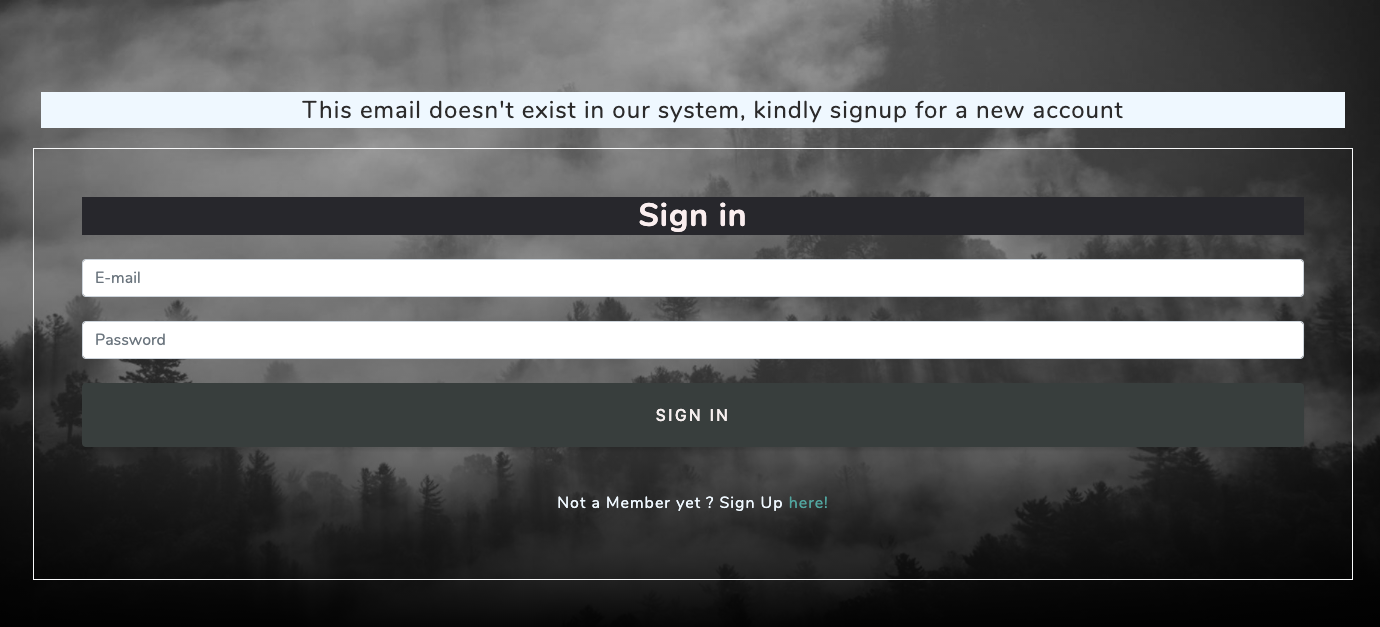 This email doesn't exist in our system, kindly signup for a new account
Sign in
E-mail
Password
SIGN IN
Not a Member yet ? Sign Up here!